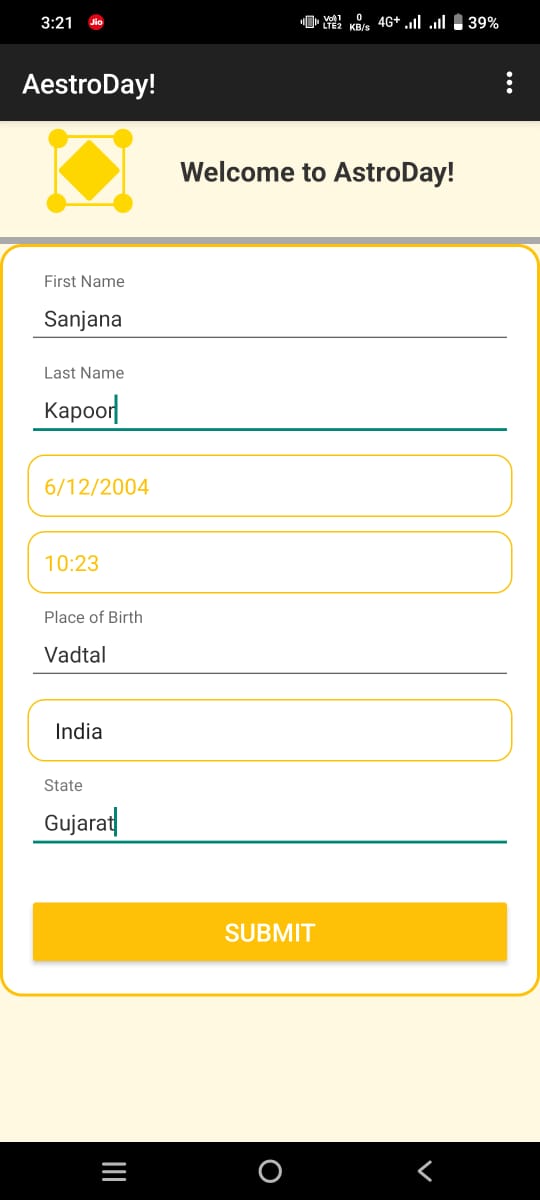 3:21 Jio Vo)) 1 LTE2 0 KB/s 4G+ 39%
AestroDay!
Welcome to AstroDay!
First Name
Sanjana
Last Name
Kapoor
6/12/2004
10:23
Place of Birth
Vadtal
India
State
Gujarat
SUBMIT